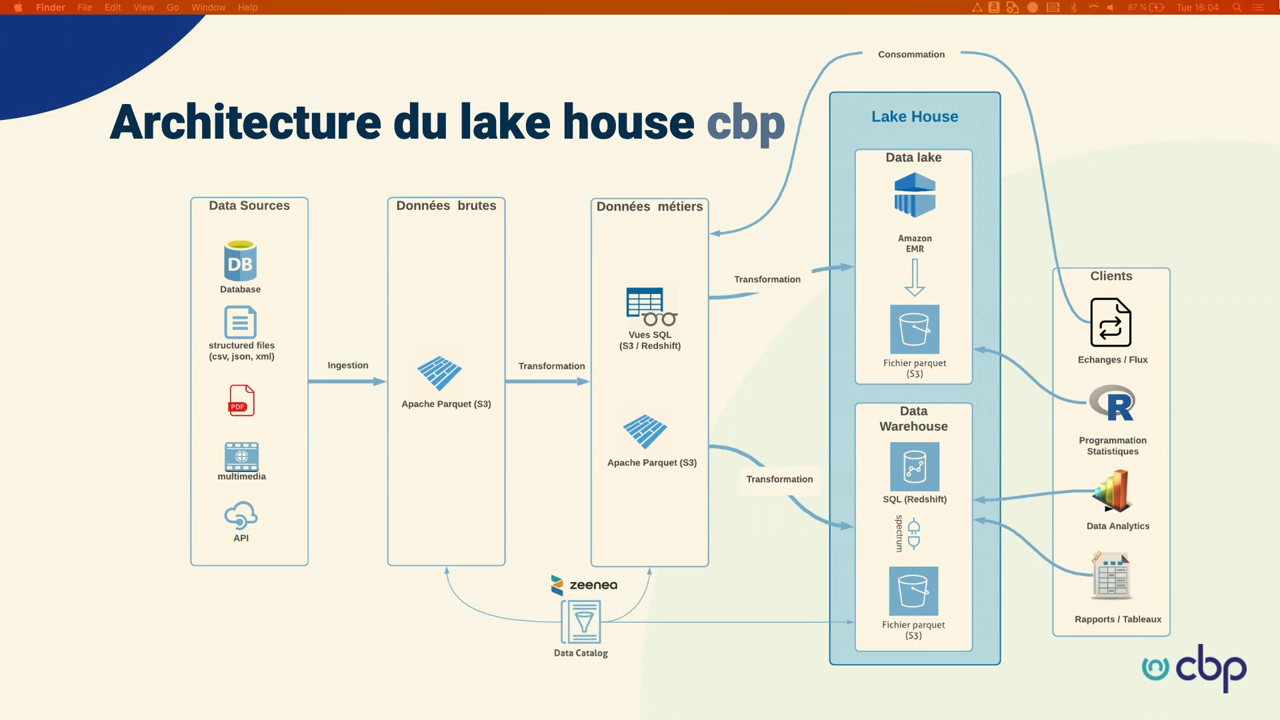 Finder File Edit View Go Window Help
87 % Tue 16:04
Consommation
Architecture du lake house cbp
Lake House
Data lake
Amazon
EMR
Fichier parquet
(S3)
Data
Warehouse
SQL (Redshift)
spectrum
Fichier parquet
(S3)
Data Sources
DB
Database
structured files
(csv, json, xml)
PDF
multimedia
API
Ingestion
Données brutes
Apache Parquet (S3)
Transformation
Données métiers
Vues SQL
(S3 / Redshift)
Apache Parquet (S3)
Transformation
Transformation
zeenea
Data Catalog
Clients
Echanges / Flux
R
Programmation
Statistiques
Data Analytics
Rapports / Tableaux
cbp